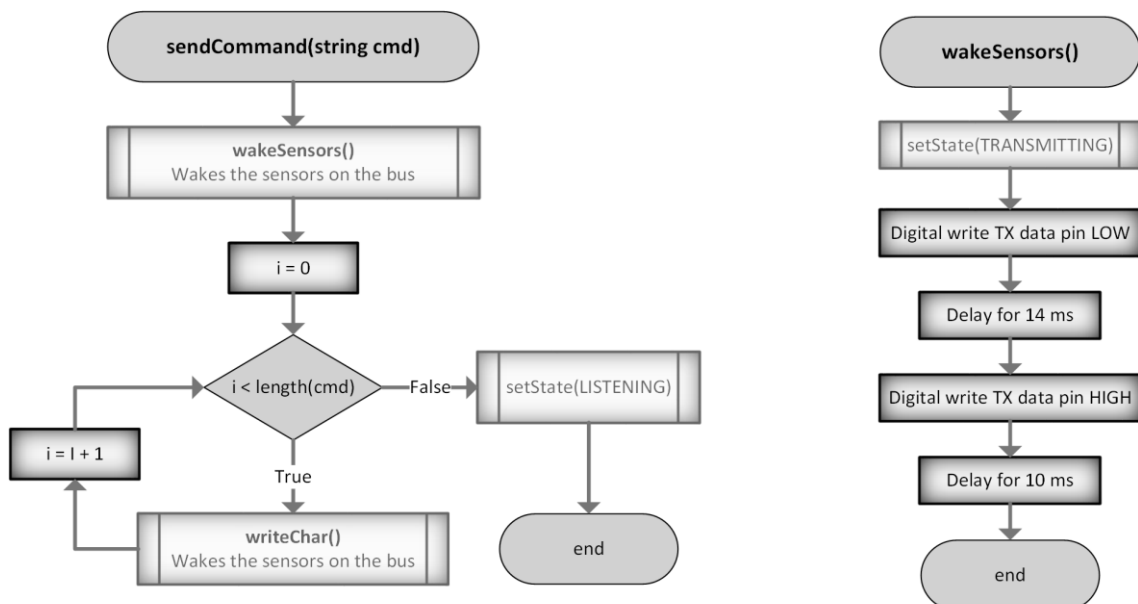 sendCommand(string cmd)
wakeSensors()
Wakes the sensors on the bus
i = 0
i < length(cmd)
False
setState(LISTENING)
i = I + 1
True
writeChar()
Wakes the sensors on the bus
end
wakeSensors()
setState(TRANSMITTING)
Digital write TX data pin LOW
Delay for 14 ms
Digital write TX data pin HIGH
Delay for 10 ms
end